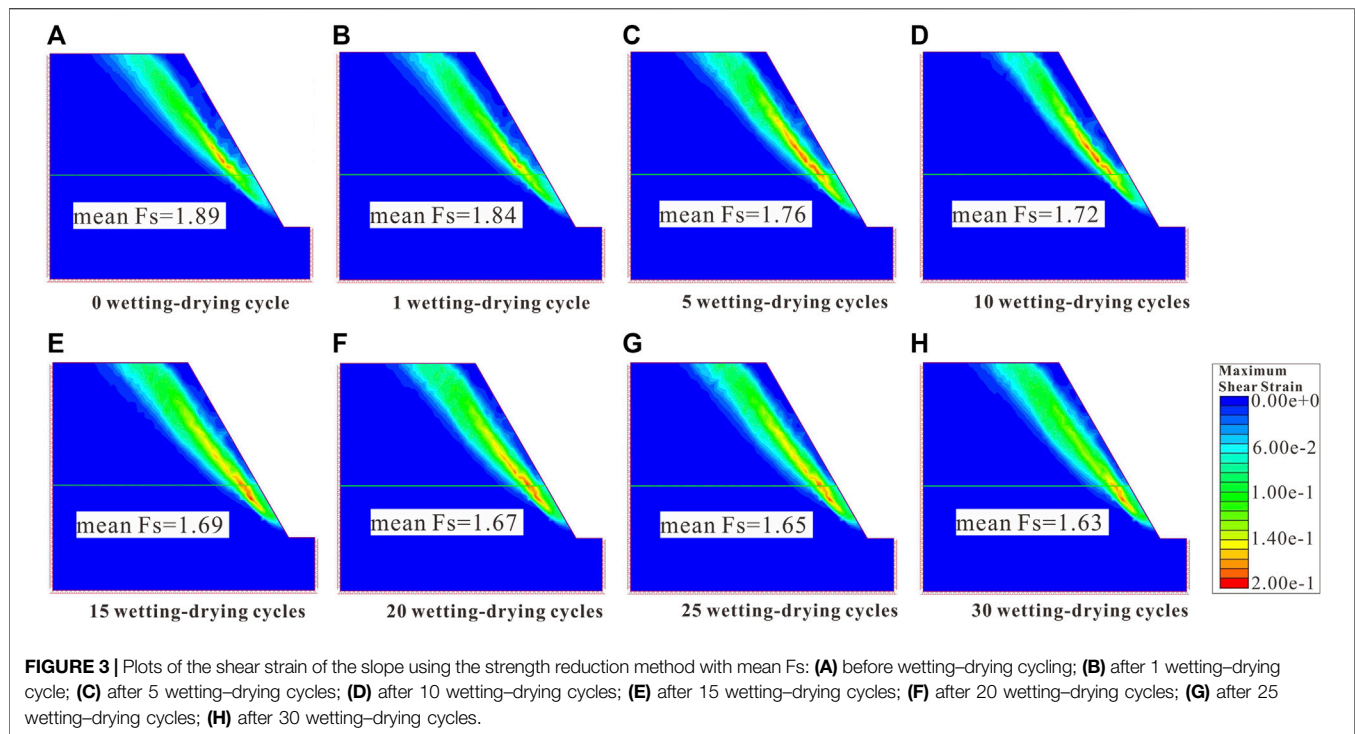 A
B
C
D
mean Fs=1.89
mean Fs=1.84
mean Fs=1.76
mean Fs=1.72
0 wetting-drying cycle
1 wetting-drying cycle
5 wetting-drying cycles
10 wetting-drying cycles
E
F
G
H
Maximum
Shear Strain
0.00e+0
6.00e-2
1.00e-1
1.40e-1
2.00e-1
mean Fs=1.69
mean Fs=1.67
mean Fs=1.65
mean Fs=1.63
15 wetting-drying cycles
20 wetting-drying cycles
25 wetting-drying cycles
30 wetting-drying cycles
FIGURE 3 | Plots of the shear strain of the slope using the strength reduction method with mean Fs: (A) before wetting–drying cycling; (B) after 1 wetting–drying
cycle; (C) after 5 wetting–drying cycles; (D) after 10 wetting–drying cycles; (E) after 15 wetting–drying cycles; (F) after 20 wetting–drying cycles; (G) after 25
wetting–drying cycles; (H) after 30 wetting–drying cycles.